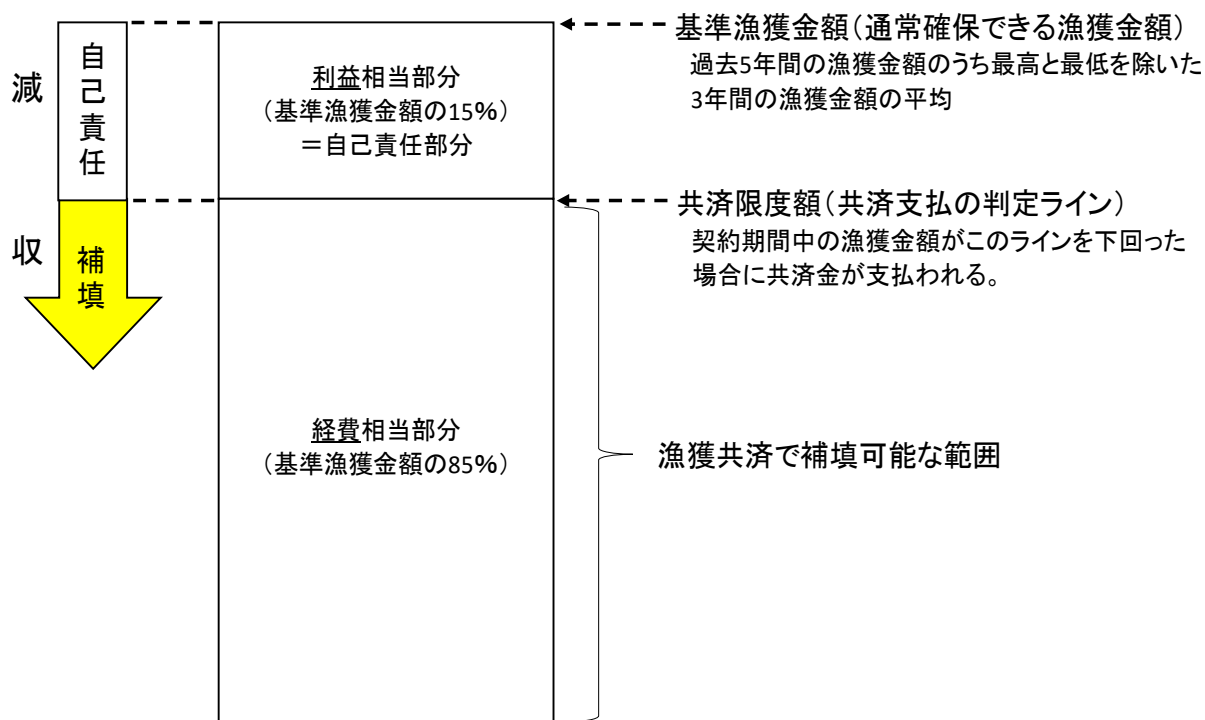 減
収
自己責任
補填
利益相当部分
（基準漁獲金額の15%）
＝自己責任部分
経費相当部分
（基準漁獲金額の85%）
基準漁獲金額（通常確保できる漁獲金額）
過去5年間の漁獲金額のうち最高と最低を除いた
3年間の漁獲金額の平均
共済限度額（共済支払の判定ライン）
契約期間中の漁獲金額がこのラインを下回った
場合に共済金が支払われる。
漁獲共済で補填可能な範囲